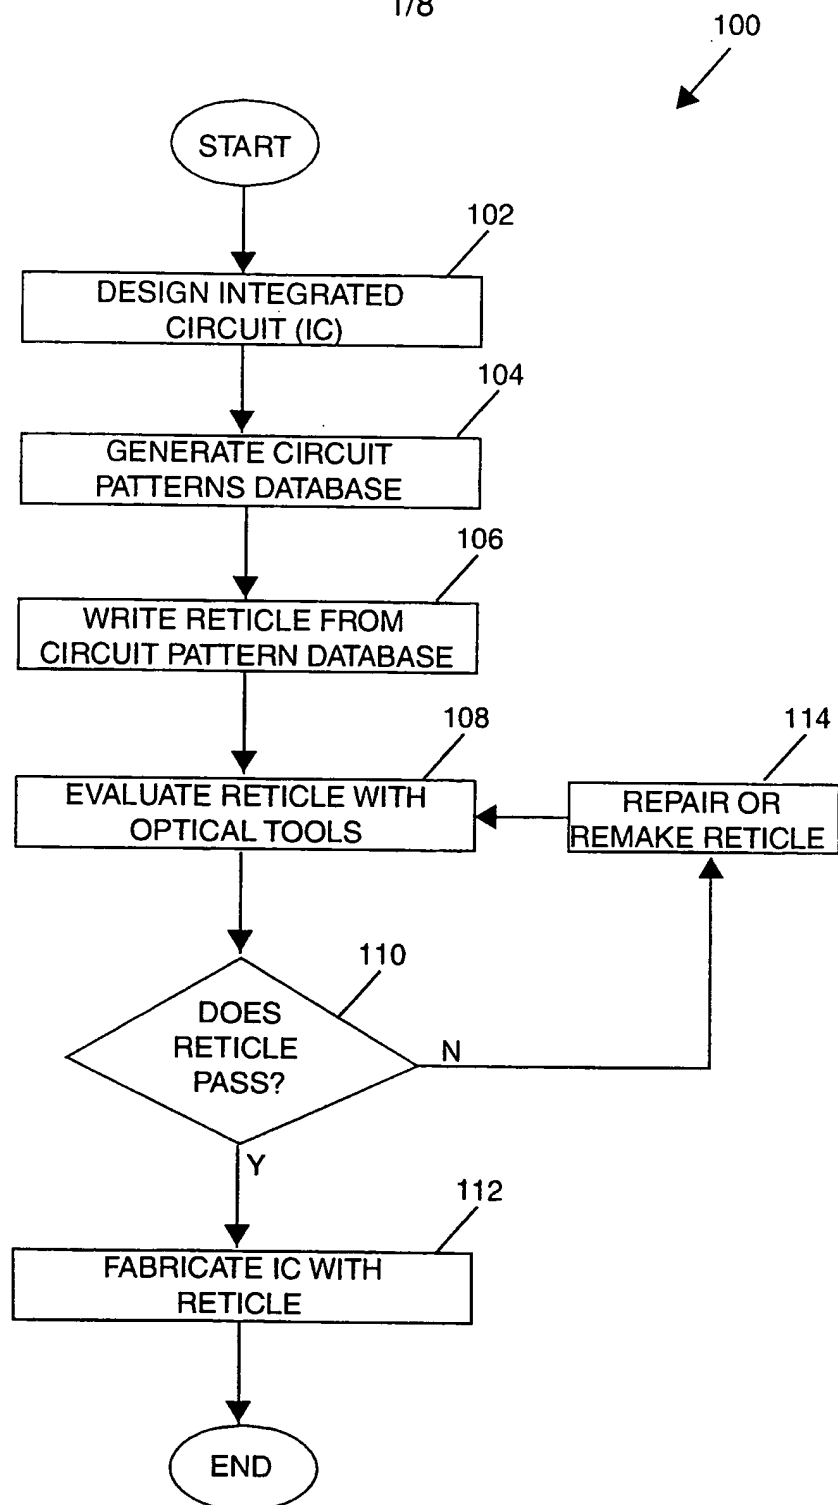 1/8
100
START
102
DESIGN INTEGRATED
CIRCUIT (IC)
104
GENERATE CIRCUIT
PATTERNS DATABASE
106
WRITE RETICLE FROM
CIRCUIT PATTERN DATABASE
108
EVALUATE RETICLE WITH
OPTICAL TOOLS
114
REPAIR OR
REMAKE RETICLE
110
DOES
RETICLE
PASS?
N
Y
112
FABRICATE IC WITH
RETICLE
END